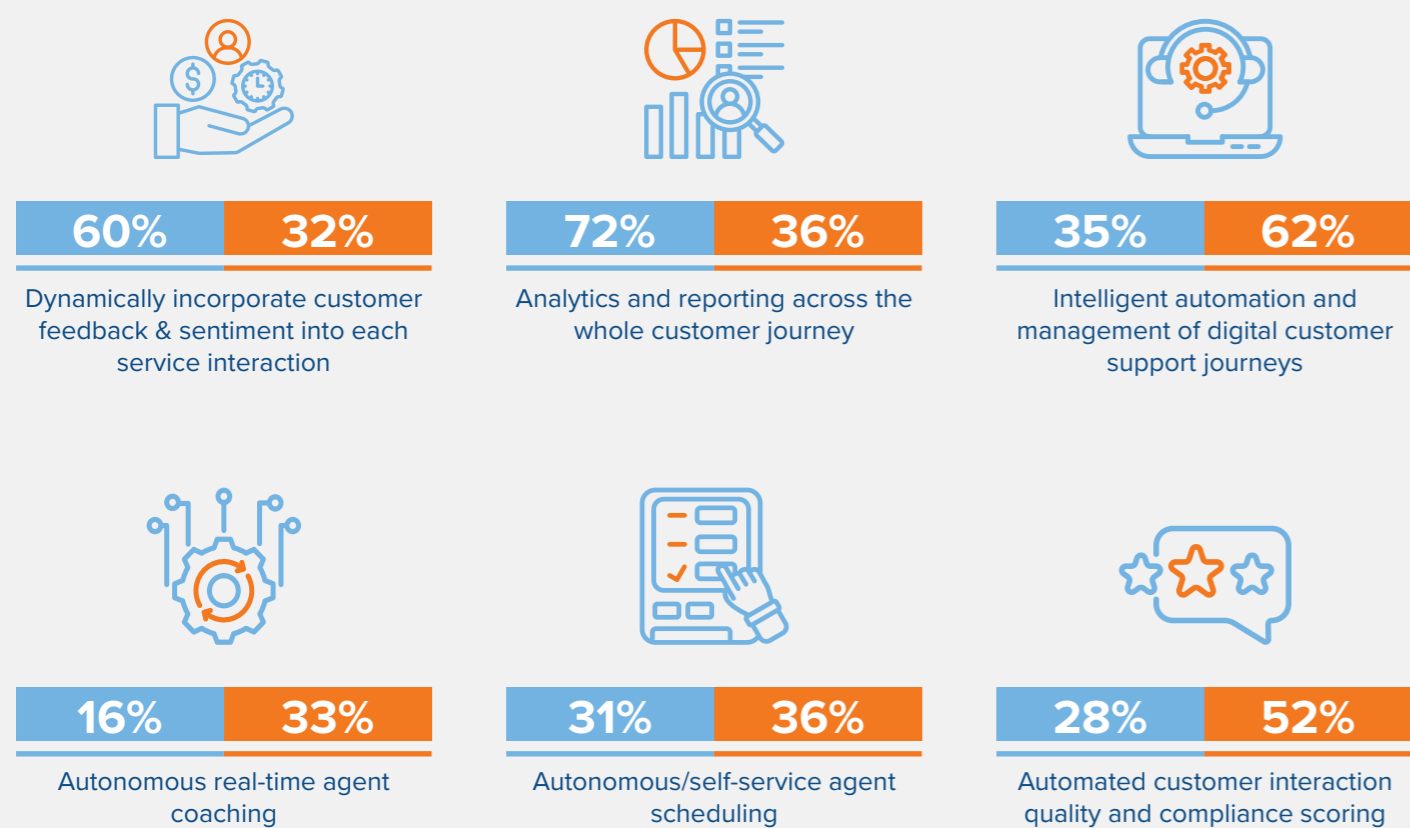 60% 32%
Dynamically incorporate customer
feedback & sentiment into each
service interaction
72% 36%
Analytics and reporting across the
whole customer journey
35% 62%
Intelligent automation and
management of digital customer
support journeys
16% 33%
Autonomous real-time agent
coaching
31% 36%
Autonomous/self-service agent
scheduling
28% 52%
Automated customer interaction
quality and compliance scoring